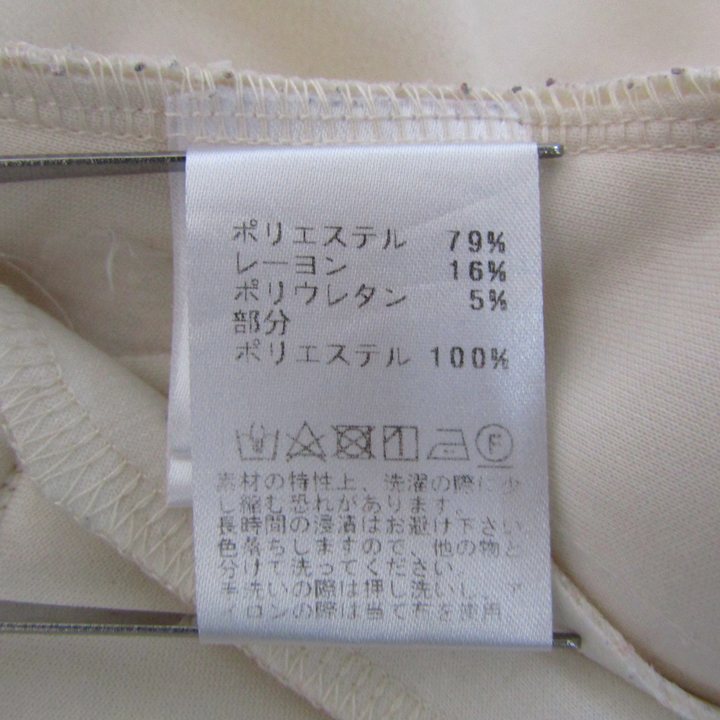 ポリエステル 79%
レーヨン 16%
ポリウレタン 5%
部分
ポリエステル 100%
F
素材の特性上、洗濯の際に少
し縮む恐れがあります。
長時間の浸漬はお避け下さい
色落ちしますので、他の物と
分けて洗ってください。
手洗いの際は押し洗いし、ア
イロンの際は当て布を使用